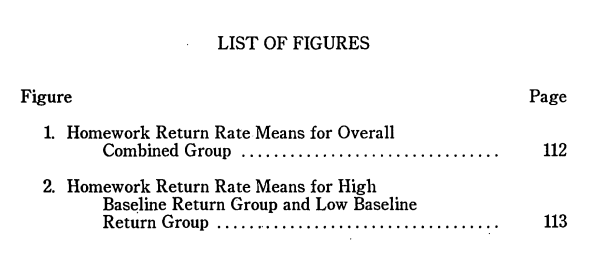 LIST OF FIGURES
Figure Page
1. Homework Return Rate Means for Overall
Combined Group ................................ 112
2. Homework Return Rate Means for High
Baseline Return Group and Low Baseline
Return Group ................................... 113